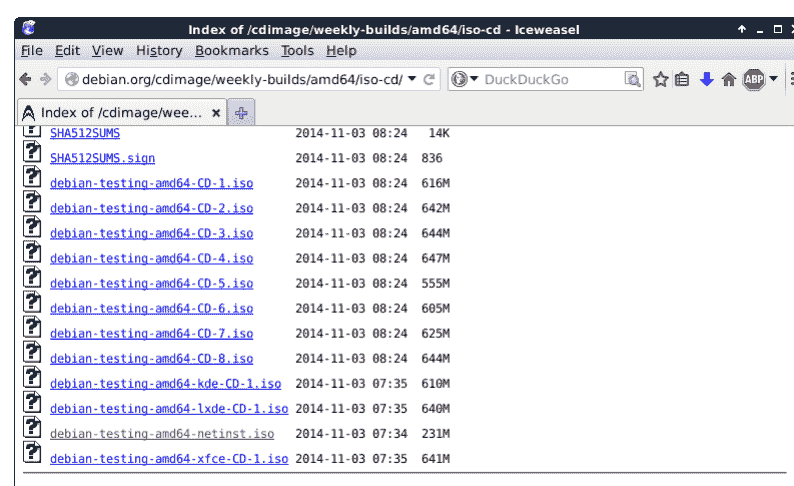 Index of /cdimage/weekly-builds/amd64/iso-cd - Iceweasel
File Edit View History Bookmarks Tools Help
debian.org/cdimage/weekly-builds/amd64/iso-cd/ DuckDuckGo ABP
Index of /cdimage/wee...
SHA512SUMS 2014-11-03 08:24 14K
SHA512SUMS.sign 2014-11-03 08:24 836
debian-testing-amd64-CD-1.iso 2014-11-03 08:24 616M
debian-testing-amd64-CD-2.iso 2014-11-03 08:24 642M
debian-testing-amd64-CD-3.iso 2014-11-03 08:24 644M
debian-testing-amd64-CD-4.iso 2014-11-03 08:24 647M
debian-testing-amd64-CD-5.iso 2014-11-03 08:24 555M
debian-testing-amd64-CD-6.iso 2014-11-03 08:24 605M
debian-testing-amd64-CD-7.iso 2014-11-03 08:24 625M
debian-testing-amd64-CD-8.iso 2014-11-03 08:24 644M
debian-testing-amd64-kde-CD-1.iso 2014-11-03 07:35 610M
debian-testing-amd64-lxde-CD-1.iso 2014-11-03 07:35 640M
debian-testing-amd64-netinst.iso 2014-11-03 07:34 231M
debian-testing-amd64-xfce-CD-1.iso 2014-11-03 07:35 641M